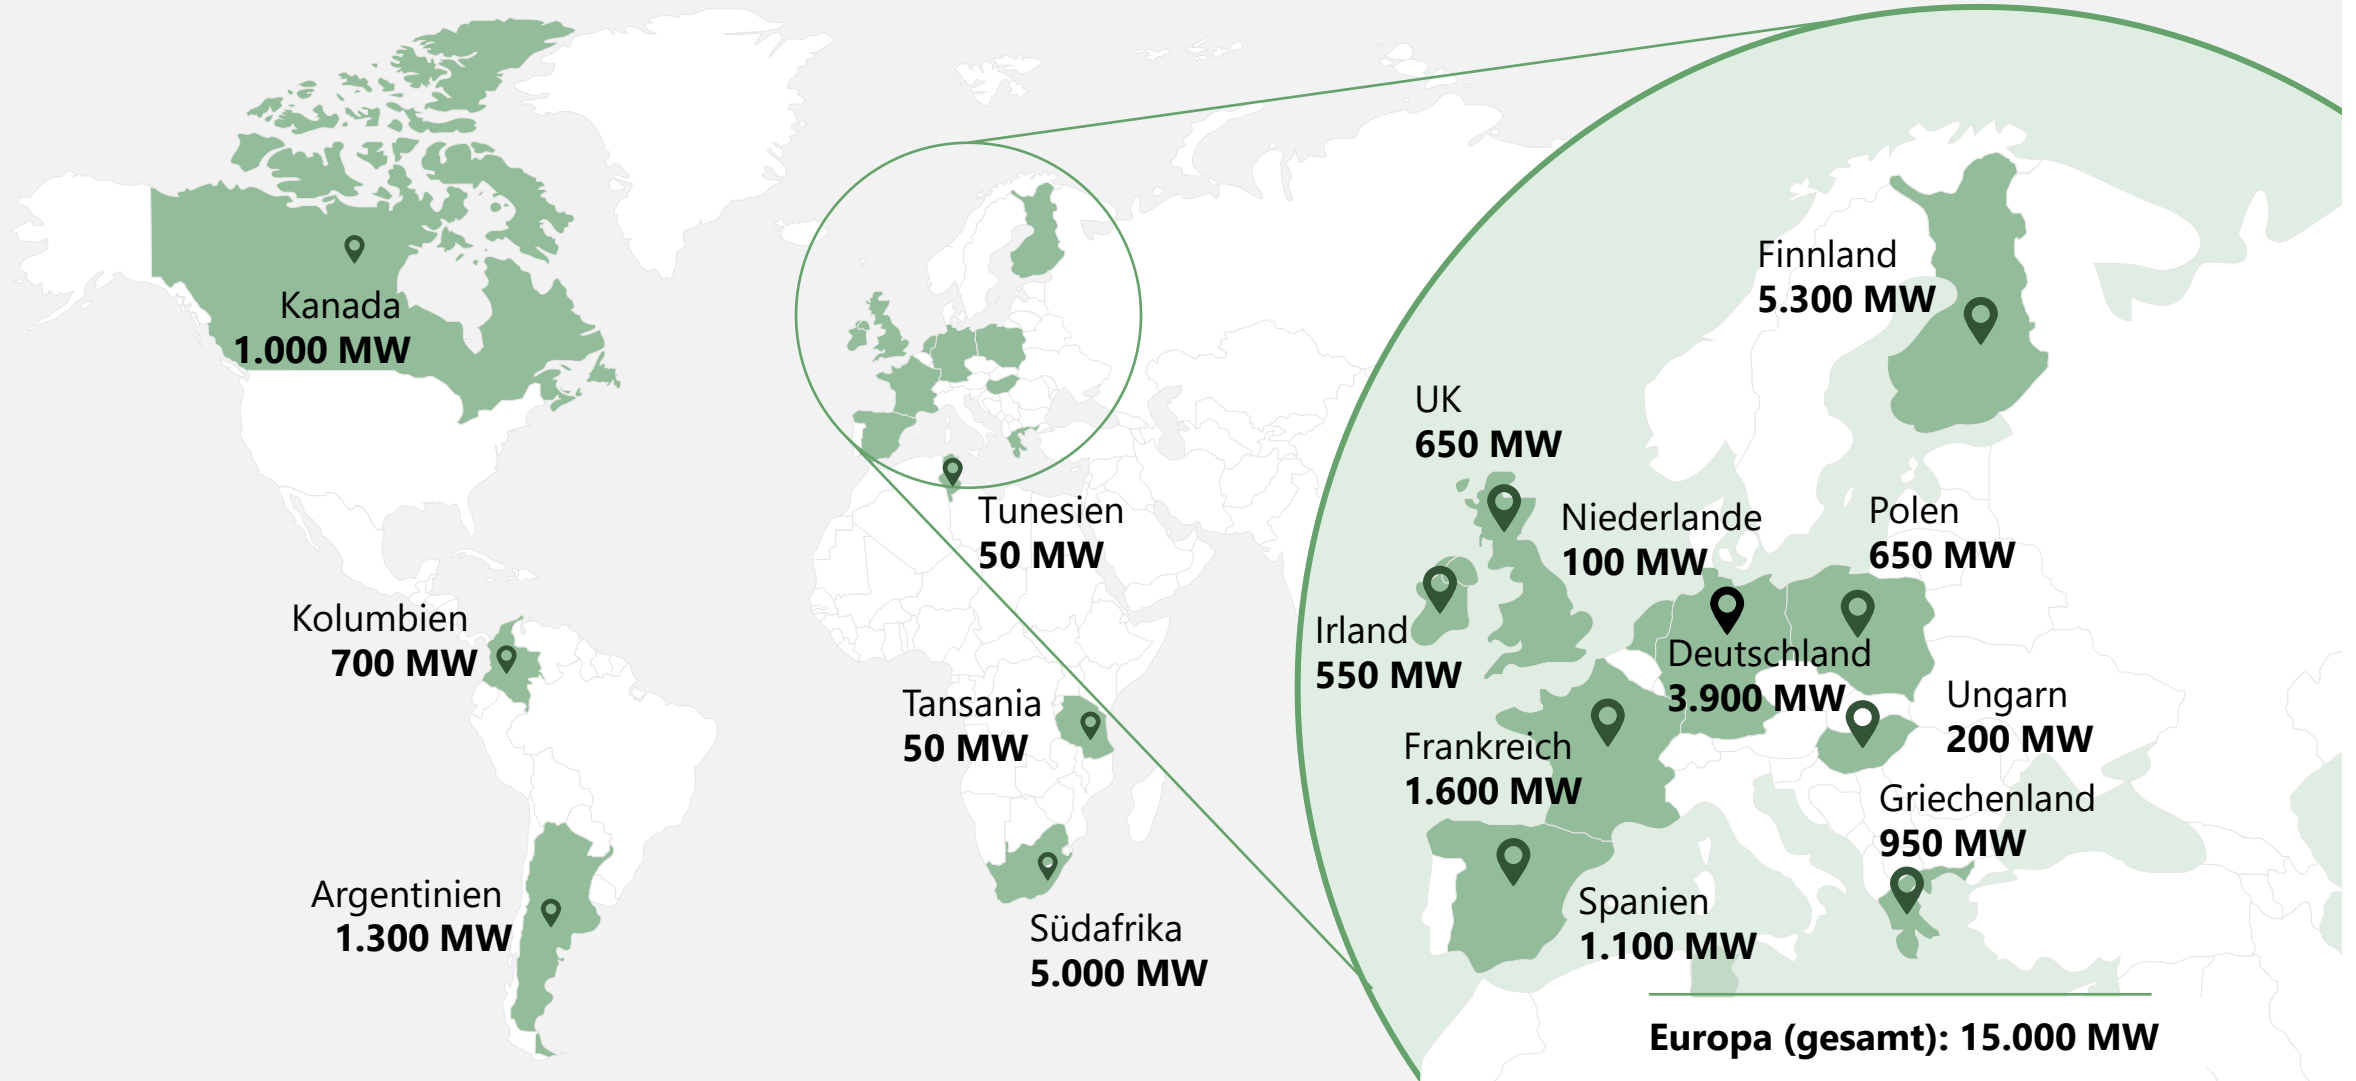 Kanada
1.000 MW
Kolumbien
700 MW
Argentinien
1.300 MW
Tunesien
50 MW
Tansania
50 MW
Südafrika
5.000 MW
Finnland
5.300 MW
UK
650 MW
Niederlande
100 MW
Polen
650 MW
Irland
550 MW
Deutschland
3.900 MW
Ungarn
200 MW
Frankreich
1.600 MW
Griechenland
950 MW
Spanien
1.100 MW
Europa (gesamt): 15.000 MW